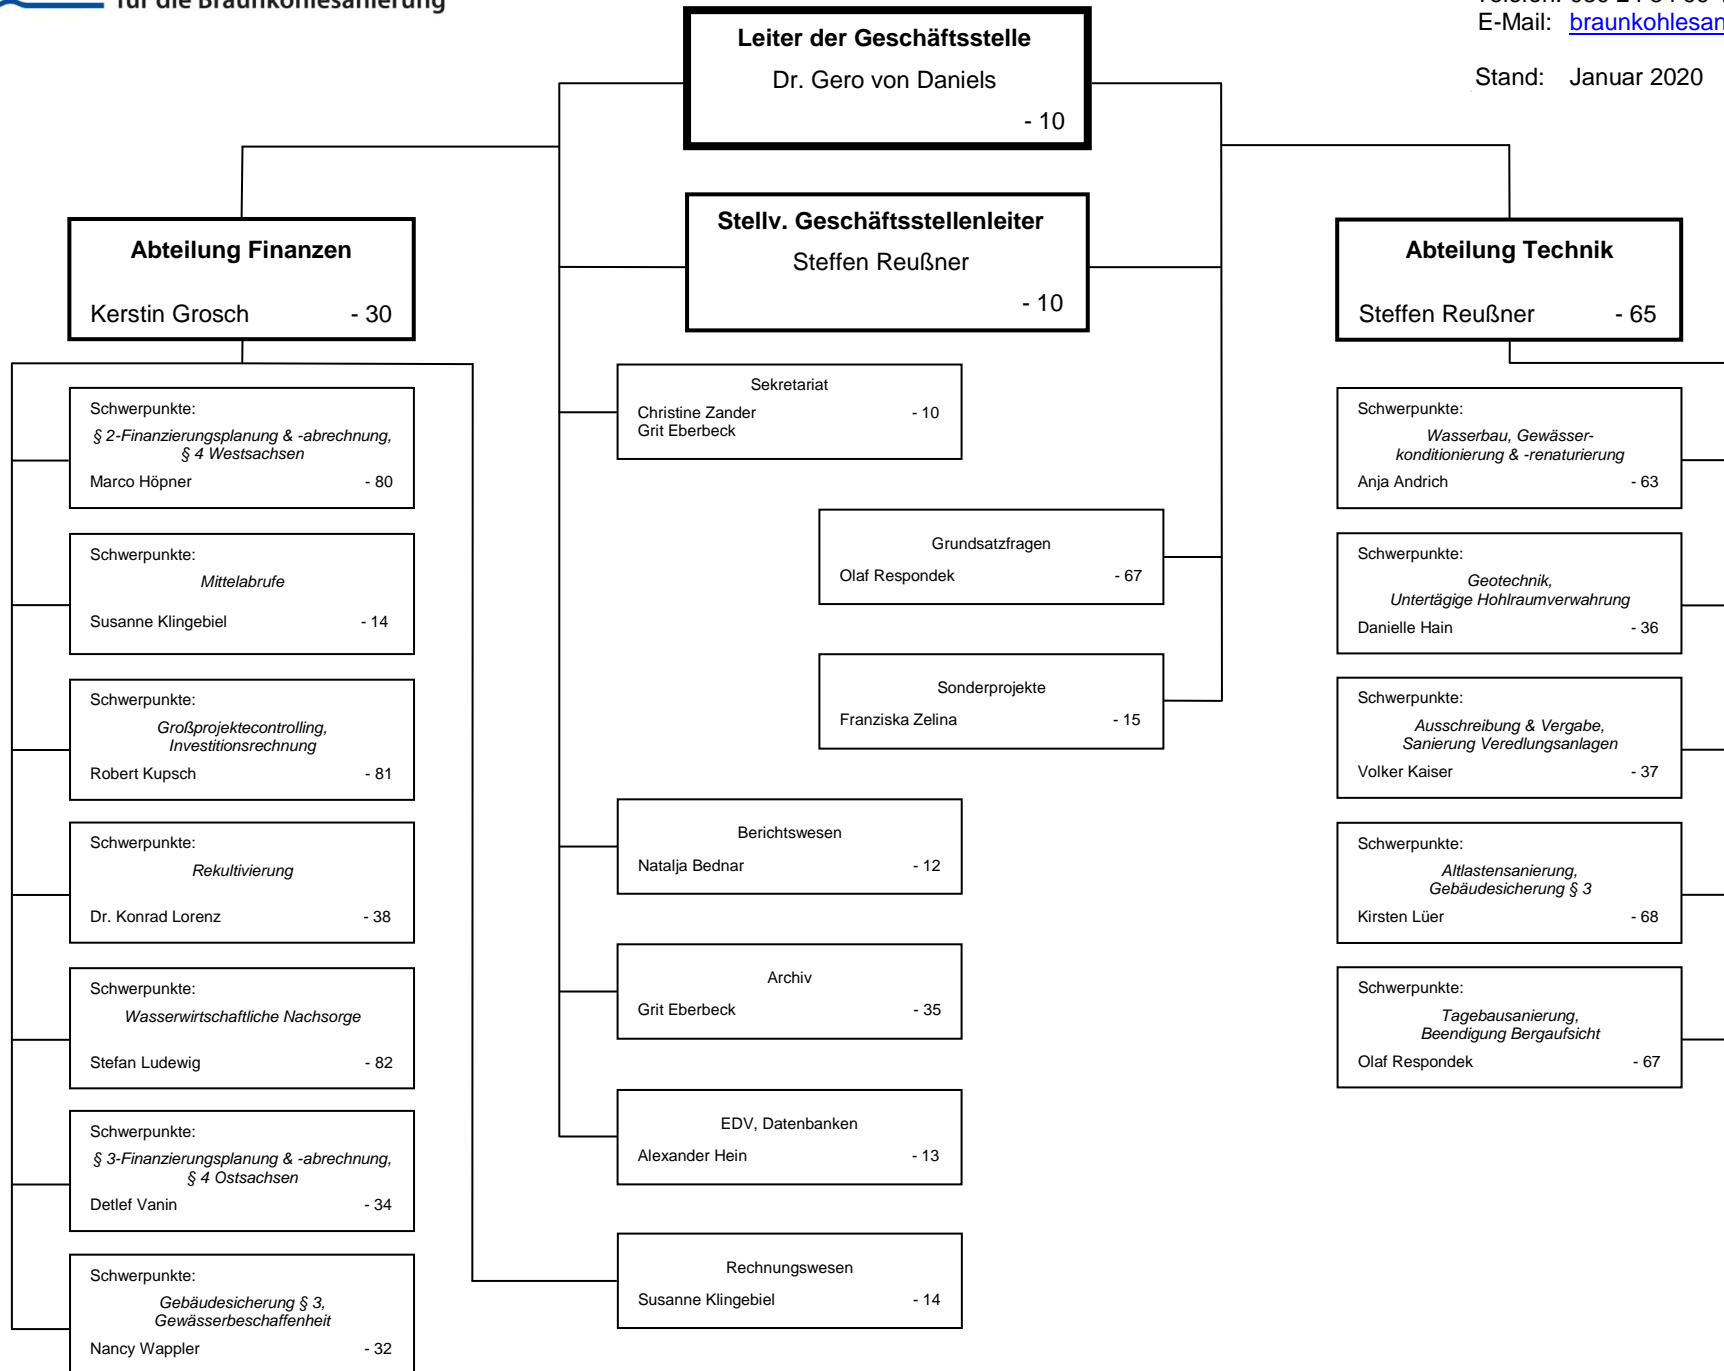 für die Braunkohlesanierung
E-Mail: braunkohlesan
Stand: Januar 2020
Leiter der Geschäftsstelle
Dr. Gero von Daniels
- 10
Stellv. Geschäftsstellenleiter
Steffen Reußner
- 10
Abteilung Finanzen
Kerstin Grosch - 30
Abteilung Technik
Steffen Reußner - 65
Schwerpunkte:
§ 2-Finanzierungsplanung & -abrechnung,
§ 4 Westsachsen
Marco Höpner - 80
Schwerpunkte:
Mittelabrufe
Susanne Klingebiel - 14
Schwerpunkte:
Großprojektecontrolling,
Investitionsrechnung
Robert Kupsch - 81
Schwerpunkte:
Rekultivierung
Dr. Konrad Lorenz - 38
Schwerpunkte:
Wasserwirtschaftliche Nachsorge
Stefan Ludewig - 82
Schwerpunkte:
§ 3-Finanzierungsplanung & -abrechnung,
§ 4 Ostsachsen
Detlef Vanin - 34
Schwerpunkte:
Gebäudesicherung § 3,
Gewässerbeschaffenheit
Nancy Wappler - 32
Sekretariat
Christine Zander - 10
Grit Eberbeck
Grundsatzfragen
Olaf Respondek - 67
Sonderprojekte
Franziska Zelina - 15
Berichtswesen
Natalja Bednar - 12
Archiv
Grit Eberbeck - 35
EDV, Datenbanken
Alexander Hein - 13
Rechnungswesen
Susanne Klingebiel - 14
Schwerpunkte:
Wasserbau, Gewässer-
konditionierung & -renaturierung
Anja Andrich - 63
Schwerpunkte:
Geotechnik,
Untertägige Hohlraumverwahrung
Danielle Hain - 36
Schwerpunkte:
Ausschreibung & Vergabe,
Sanierung Veredlungsanlagen
Volker Kaiser - 37
Schwerpunkte:
Altlastensanierung,
Gebäudesicherung § 3
Kirsten Lüer - 68
Schwerpunkte:
Tagebausanierung,
Beendigung Bergaufsicht
Olaf Respondek - 67